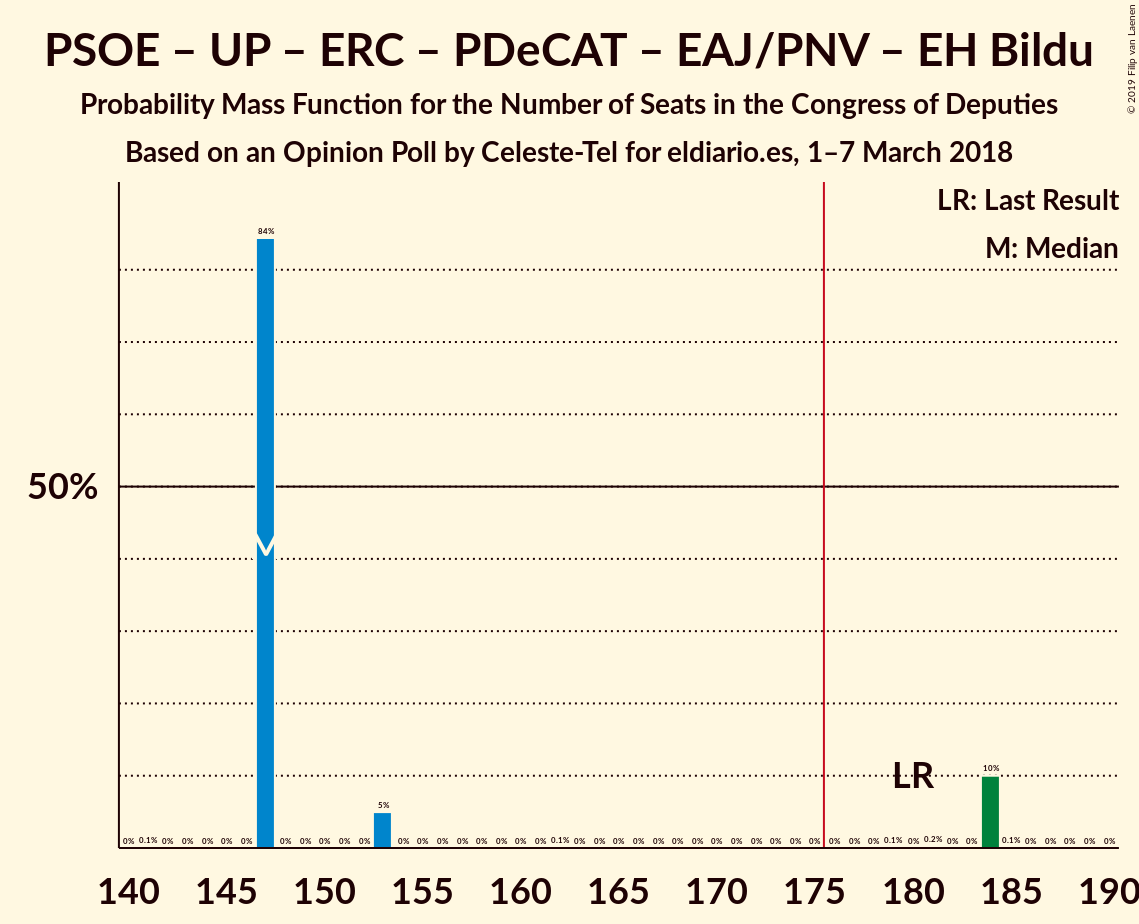 PSOE – UP – ERC – PDeCAT – EAJ/PNV – EH Bildu
Probability Mass Function for the Number of Seats in the Congress of Deputies
Based on an Opinion Poll by Celeste-Tel for eldiario.es, 1–7 March 2018
© 2019 Filip van Laenen
LR: Last Result
M: Median
84%
50%
LR
10%
5%
0% 0.1% 0% 0% 0% 0% 0% 0% 0% 0% 0% 0% 0% 0% 0% 0% 0% 0% 0% 0% 0.1% 0% 0% 0% 0% 0% 0% 0% 0% 0% 0% 0% 0% 0% 0% 0% 0% 0.1% 0% 0.2% 0% 0% 0.1% 0% 0% 0% 0% 0%
140 145 150 155 160 165 170 175 180 185 190